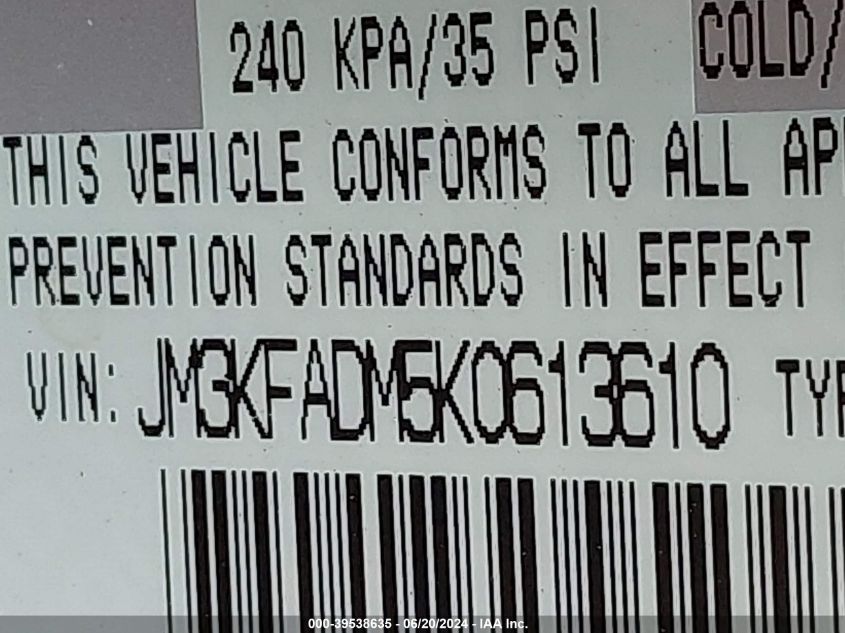 240 KPA/35 PSI COLD/
THIS VEHICLE CONFORMS TO ALL AP
PREVENTION STANDARDS IN EFFECT
VIN: JM3KFADM5K0613610 TYP
000-39538635 - 06/20/2024 - IAA Inc.